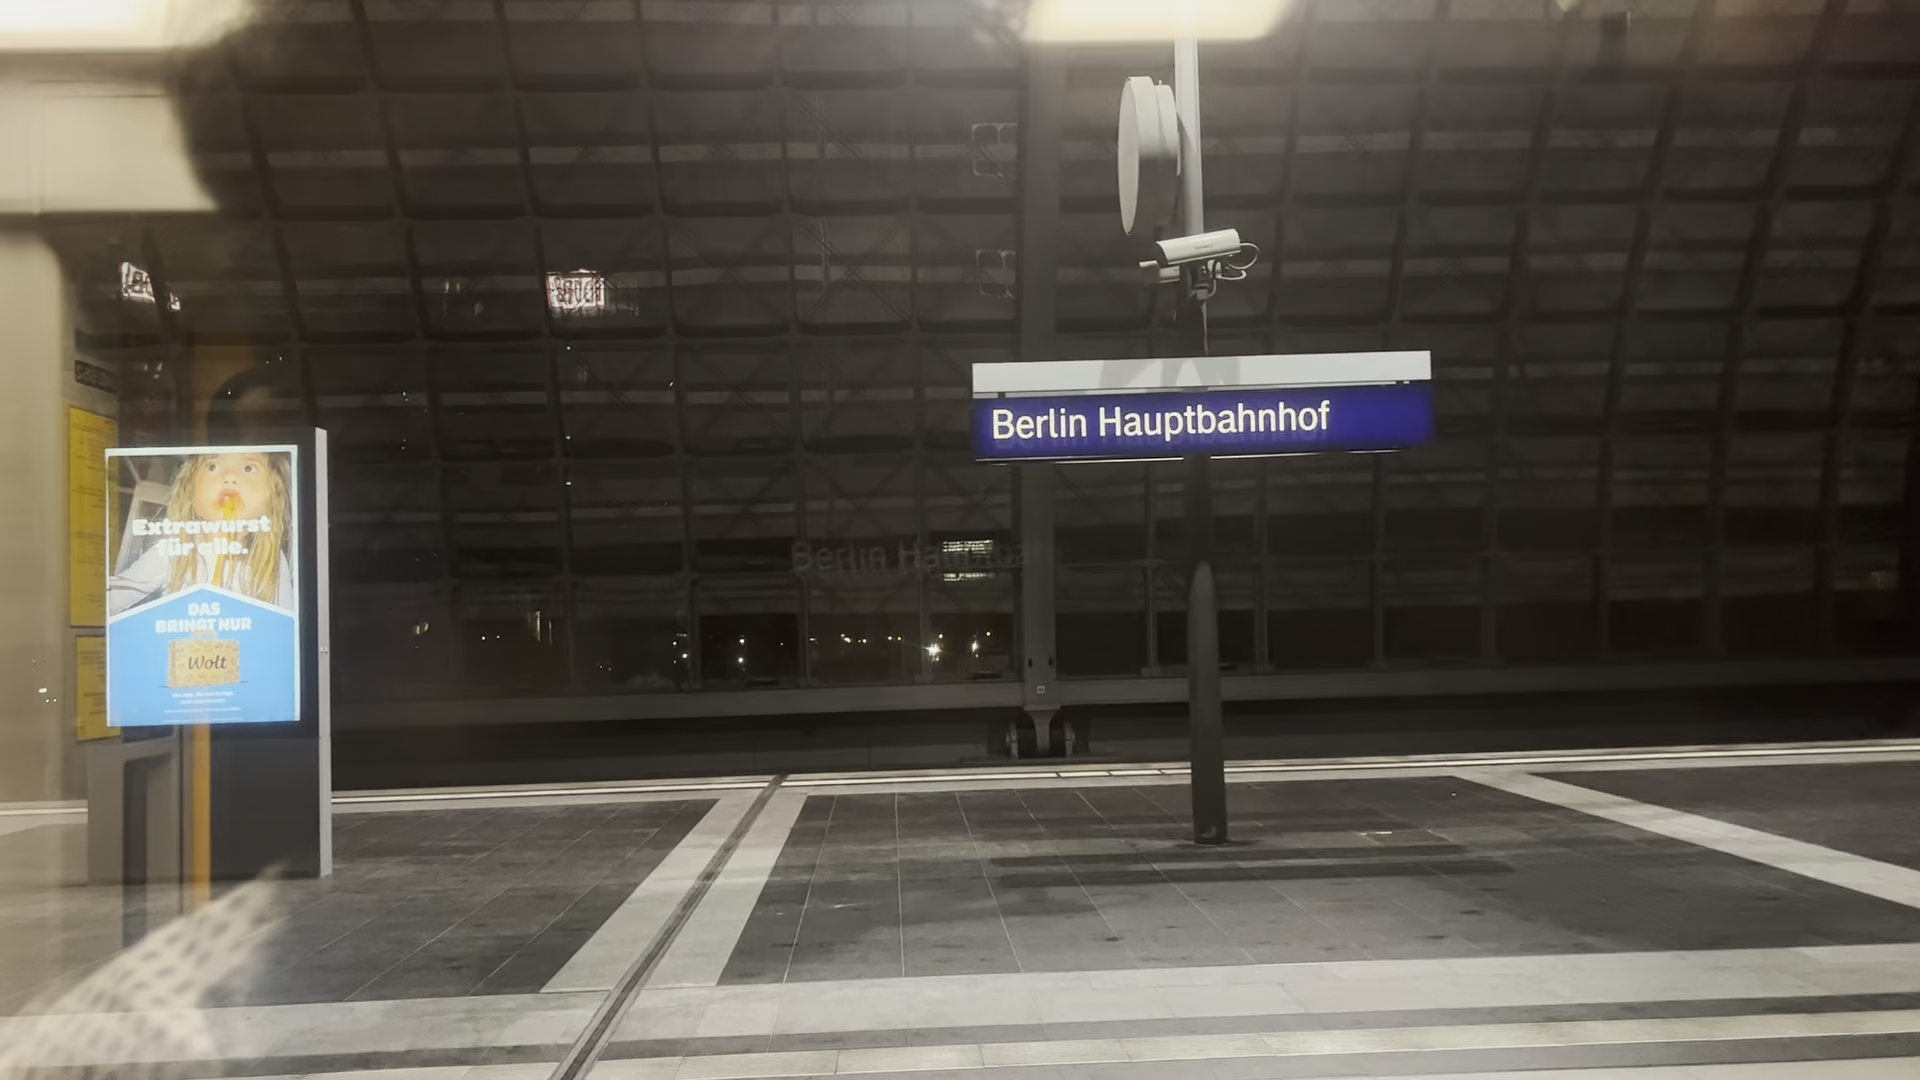 Berlin Hauptbahnhof
Extrawurst
für alle.
DAS
BRINGT NUR
Wolt